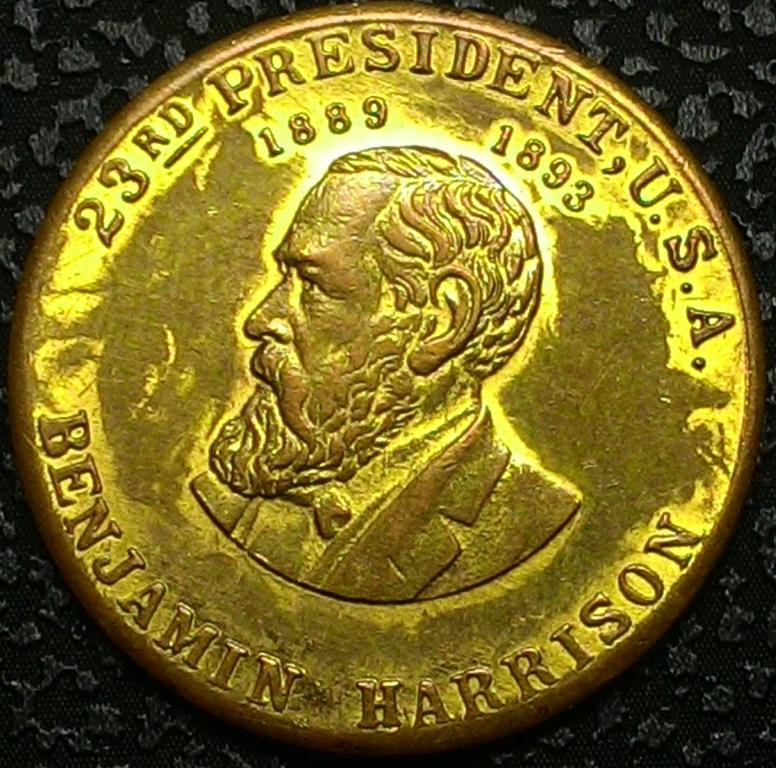 23RD PRESIDENT, U.S.A.
1889 1893
BENJAMIN HARRISON